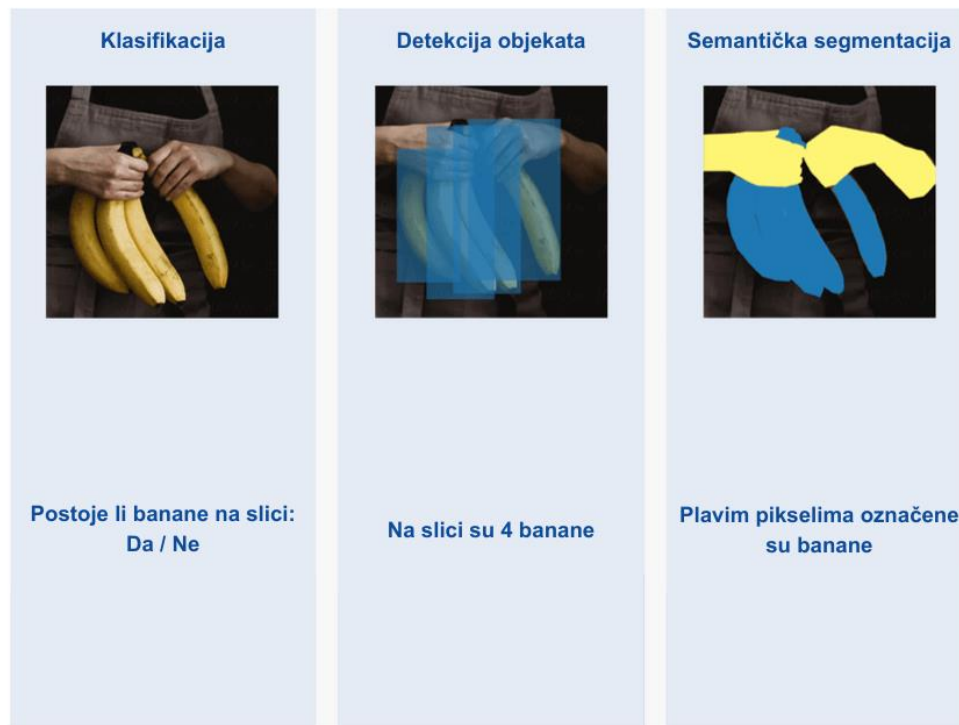 Klasifikacija
Detekcija objekata
Semantička segmentacija
Postoje li banane na slici:
Da / Ne
Na slici su 4 banane
Plavim pikselima označene
su banane